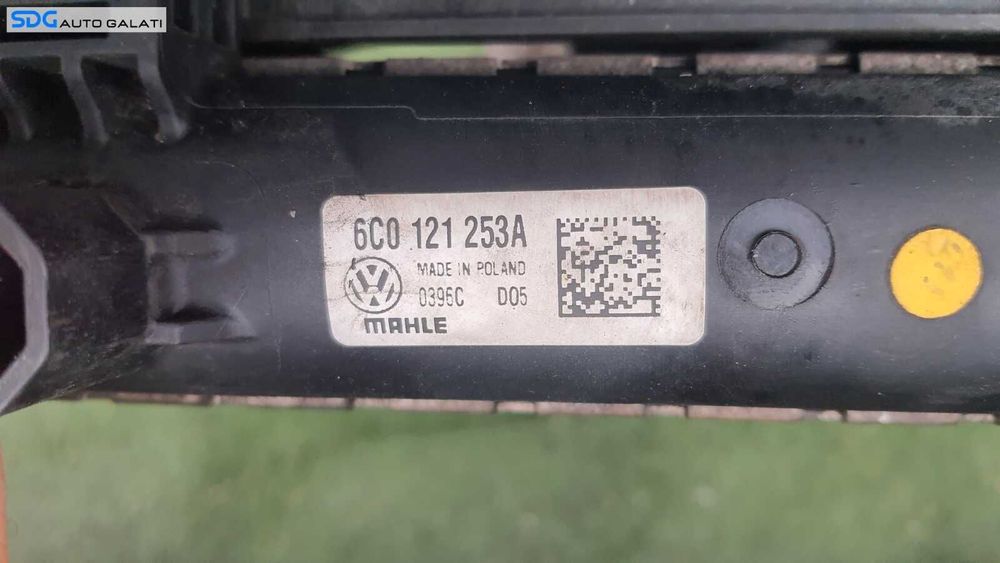 SDG AUTO GALATI
6C0 121 253A
MADE IN POLAND
0396C D05
MAHLE